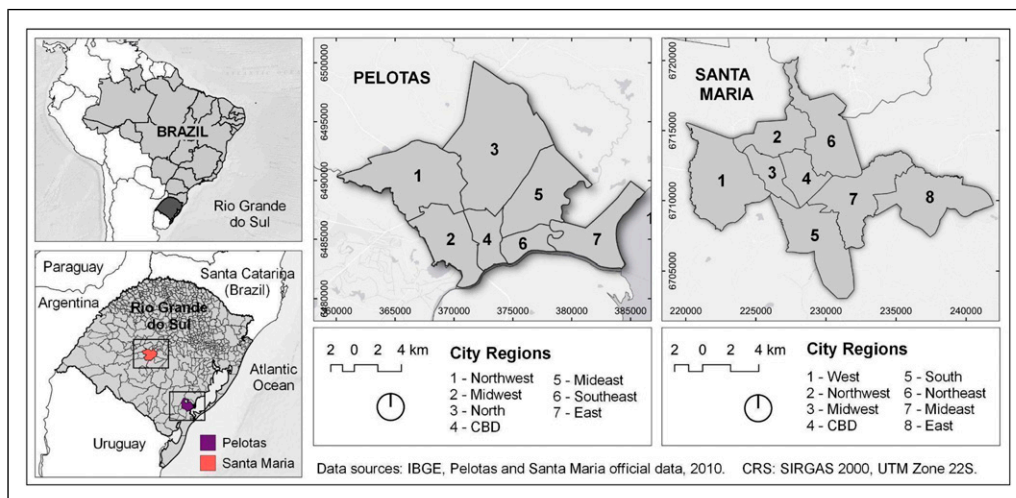 BRAZIL
Rio Grande
do Sul
Paraguay
Santa Catarina
(Brazil)
Argentina
Rio Grande
do Sul
Atlantic
Ocean
Uruguay
Pelotas
Santa Maria
PELOTAS
6500000
6495000
6490000
6485000
6480000
1
2
3
4
5
6
7
1
360000 365000 370000 375000 380000 385000
2 0 2 4 km
City Regions
1 - Northwest
2 - Midwest
3 - North
4 - CBD
5 - Mideast
6 - Southeast
7 - East
SANTA
MARIA
6720000
6715000
6710000
6705000
1
2
3
4
5
6
7
8
220000 225000 230000 235000 240000
2 0 2 4 km
City Regions
1 - West
2 - Northwest
3 - Midwest
4 - CBD
5 - South
6 - Northeast
7 - Mideast
8 - East
Data sources: IBGE, Pelotas and Santa Maria official data, 2010. CRS: SIRGAS 2000, UTM Zone 22S.